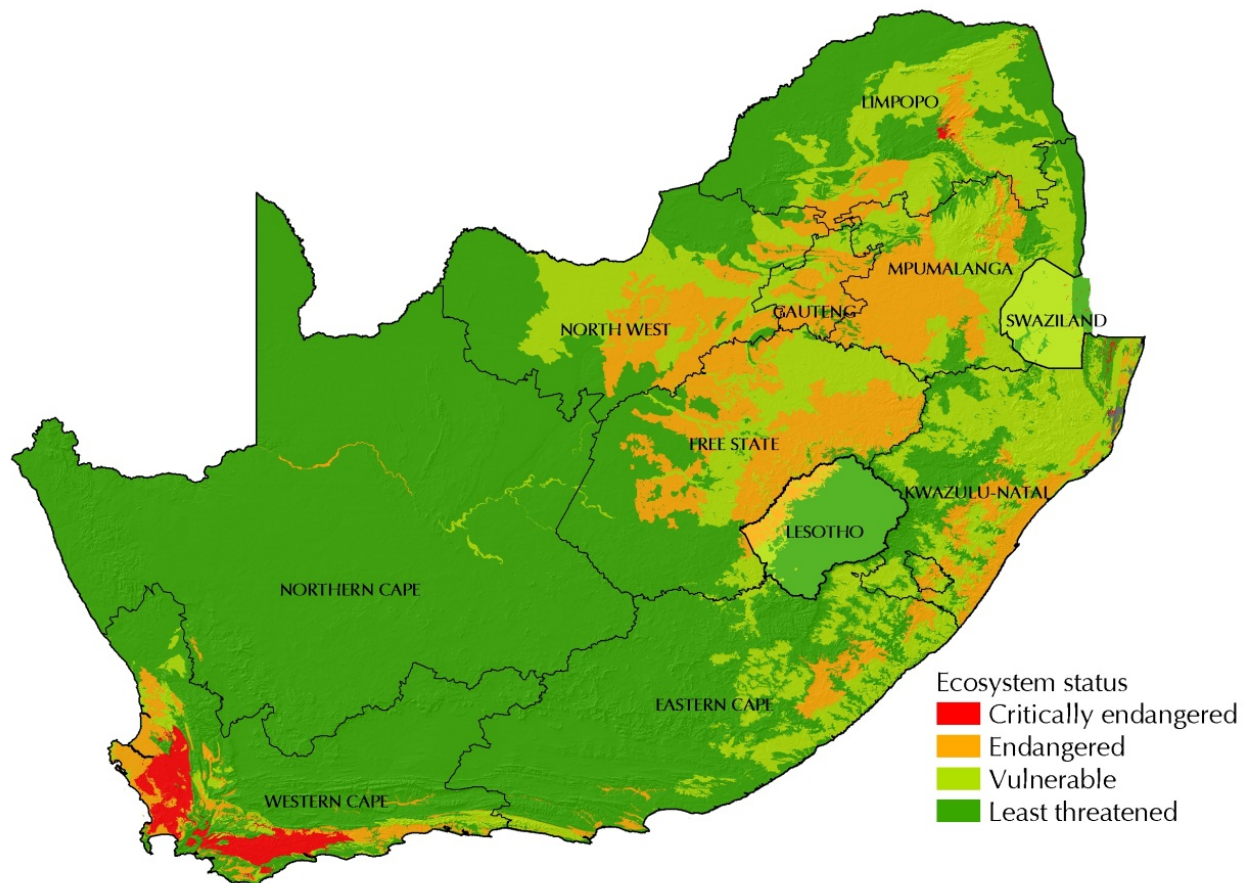 LIMPOPO
MPUMALANGA
GAUTENG
SWAZILAND
NORTH WEST
FREE STATE
KWAZULU-NATAL
LESOTHO
NORTHERN CAPE
EASTERN CAPE
WESTERN CAPE
Ecosystem status
Critically endangered
Endangered
Vulnerable
Least threatened